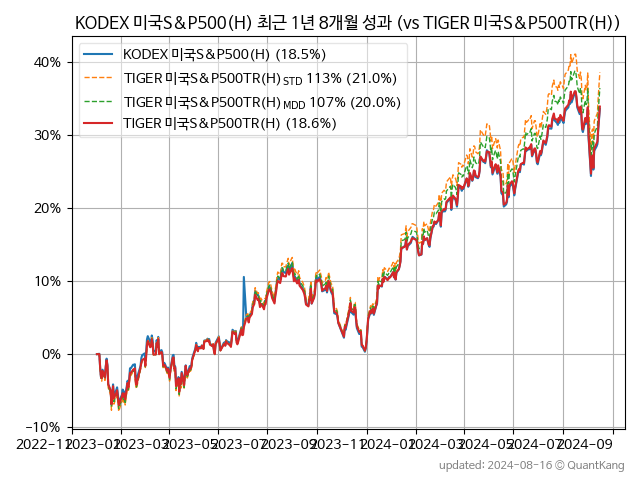 KODEX 미국S&P500(H) 최근 1년 8개월 성과 (vs TIGER 미국S&P500TR(H))
KODEX 미국S&P500(H) (18.5%)
TIGER 미국S&P500TR(H) STD 113% (21.0%)
TIGER 미국S&P500TR(H) MDD 107% (20.0%)
TIGER 미국S&P500TR(H) (18.6%)
40%
30%
20%
10%
0%
−10%
2022-11 2023-01 2023-03 2023-05 2023-07 2023-09 2023-11 2024-01 2024-03 2024-05 2024-07 2024-09
updated: 2024-08-16 © QuantKang